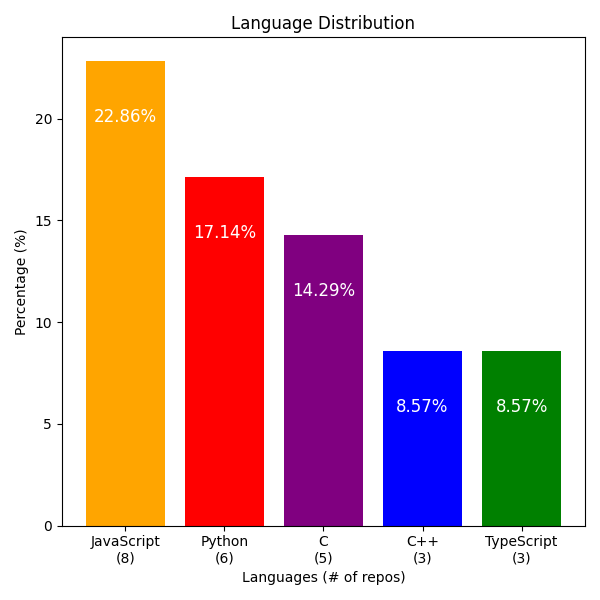 Language Distribution
Percentage (%)
20
15
10
5
0
22.86%
17.14%
14.29%
8.57%
8.57%
JavaScript
(8)
Python
(6)
C
(5)
C++
(3)
TypeScript
(3)
Languages (# of repos)